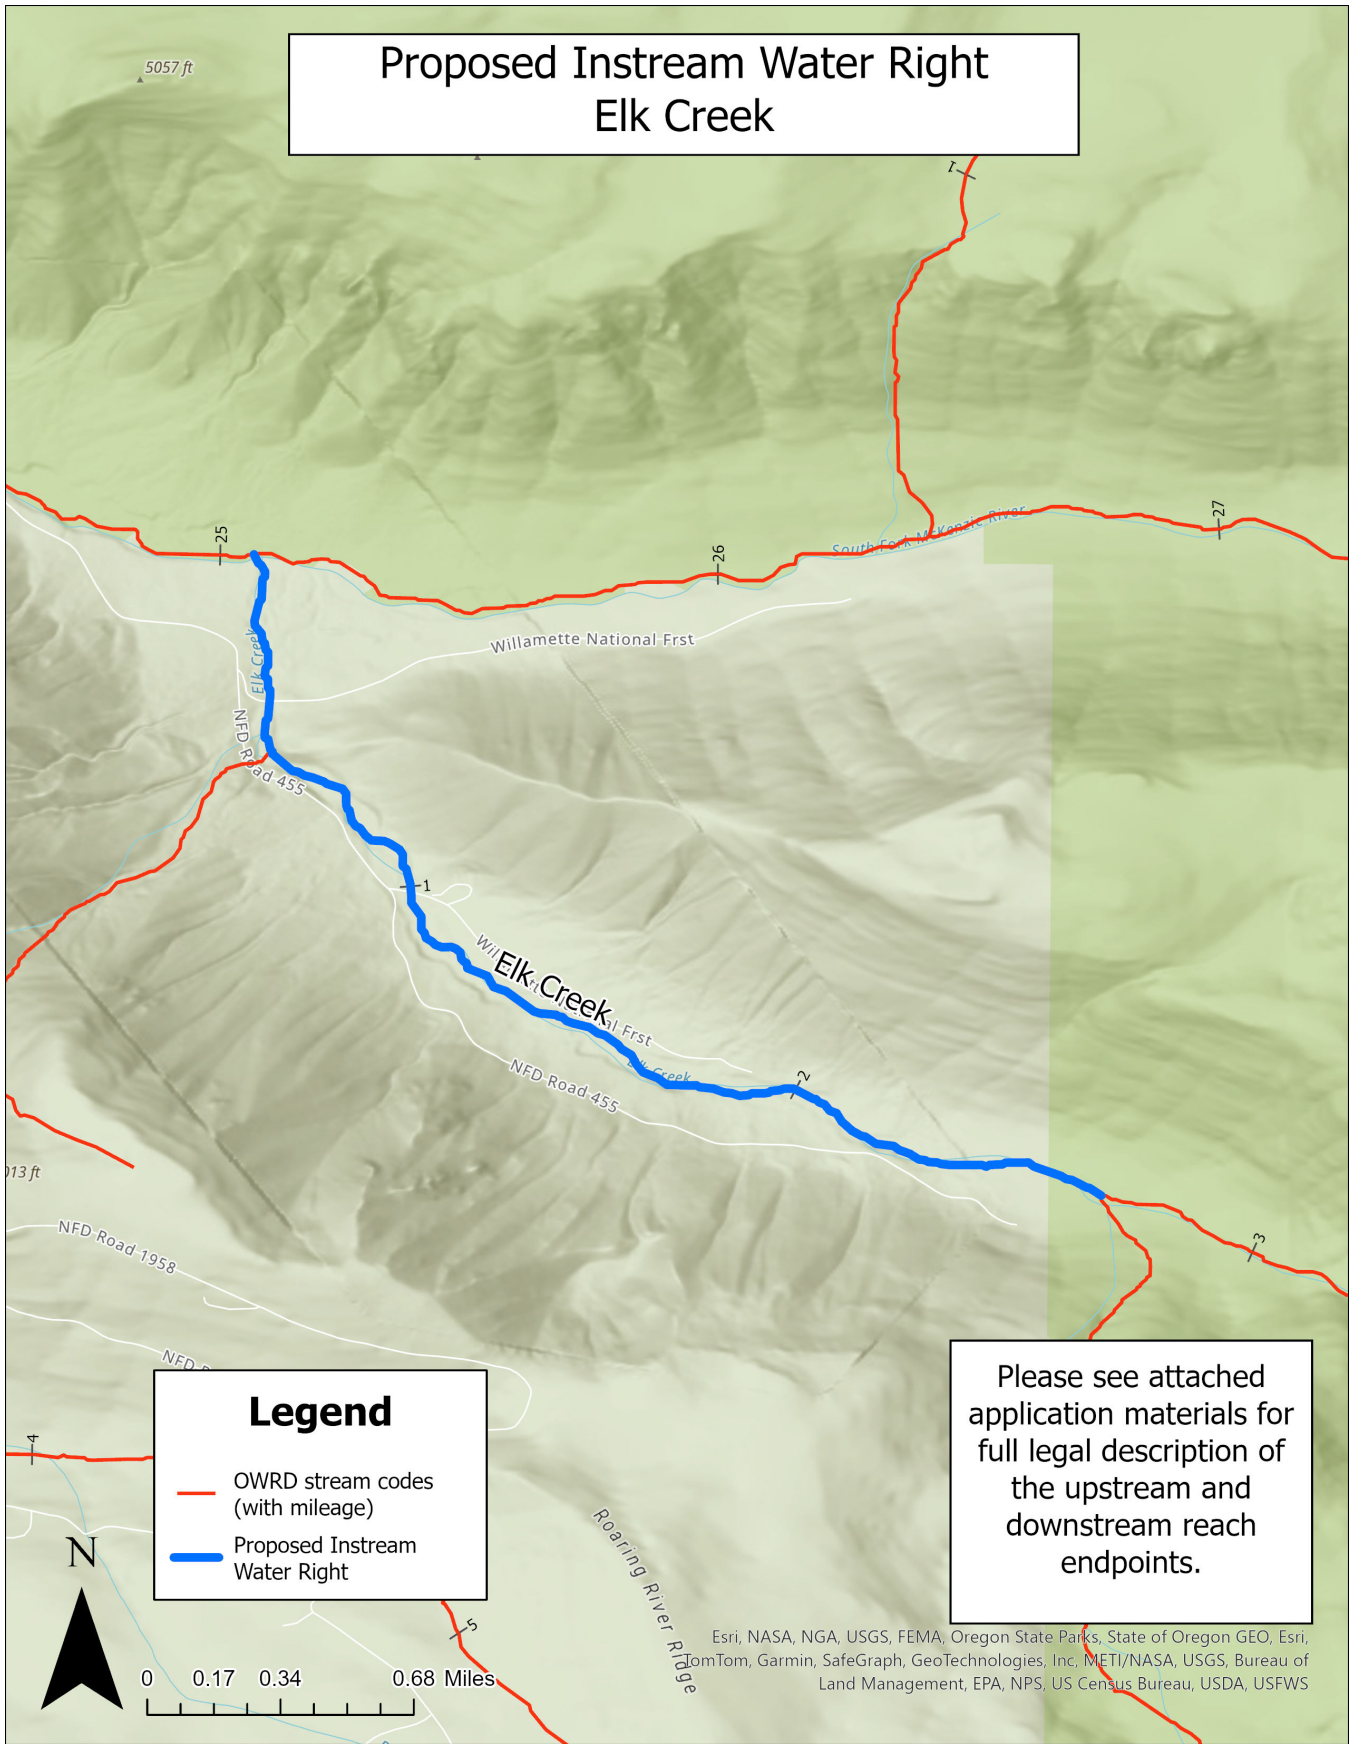 5057 ft
Proposed Instream Water Right
Elk Creek
1
25
26
27
South Fork McKenzie River
Willamette National Frst
Elk Creek
NFD Road 455
1
Elk Creek
National Frst
Elk Creek
2
NFD Road 455
3
013 ft
NFD Road 1958
NFD
4
Legend
OWRD stream codes
(with mileage)
Proposed Instream
Water Right
N
0 0.17 0.34 0.68 Miles
5
Roaring River Ridge
Please see attached
application materials for
full legal description of
the upstream and
downstream reach
endpoints.
Esri, NASA, NGA, USGS, FEMA, Oregon State Parks, State of Oregon GEO, Esri,
TomTom, Garmin, SafeGraph, GeoTechnologies, Inc, METI/NASA, USGS, Bureau of
Land Management, EPA, NPS, US Census Bureau, USDA, USFWS